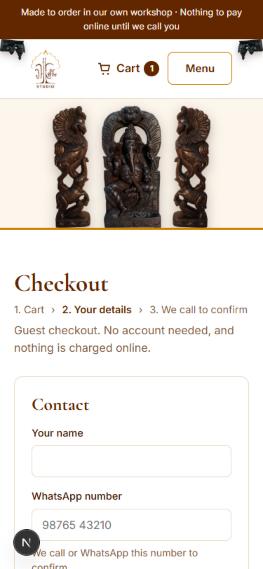 Made to order in our own workshop · Nothing to pay
online until we call you
STUDIO
Cart 1
Menu
Checkout
1. Cart › 2. Your details › 3. We call to confirm
Guest checkout. No account needed, and
nothing is charged online.
Contact
Your name
WhatsApp number
98765 43210
N
We call or WhatsApp this number to
confirm